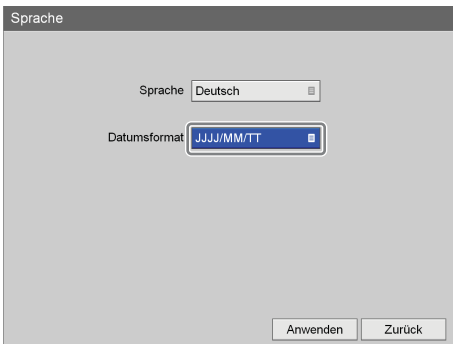 Sprache
Sprache Deutsch
Datumsformat JJJJ/MM/TT
Anwenden Zurück